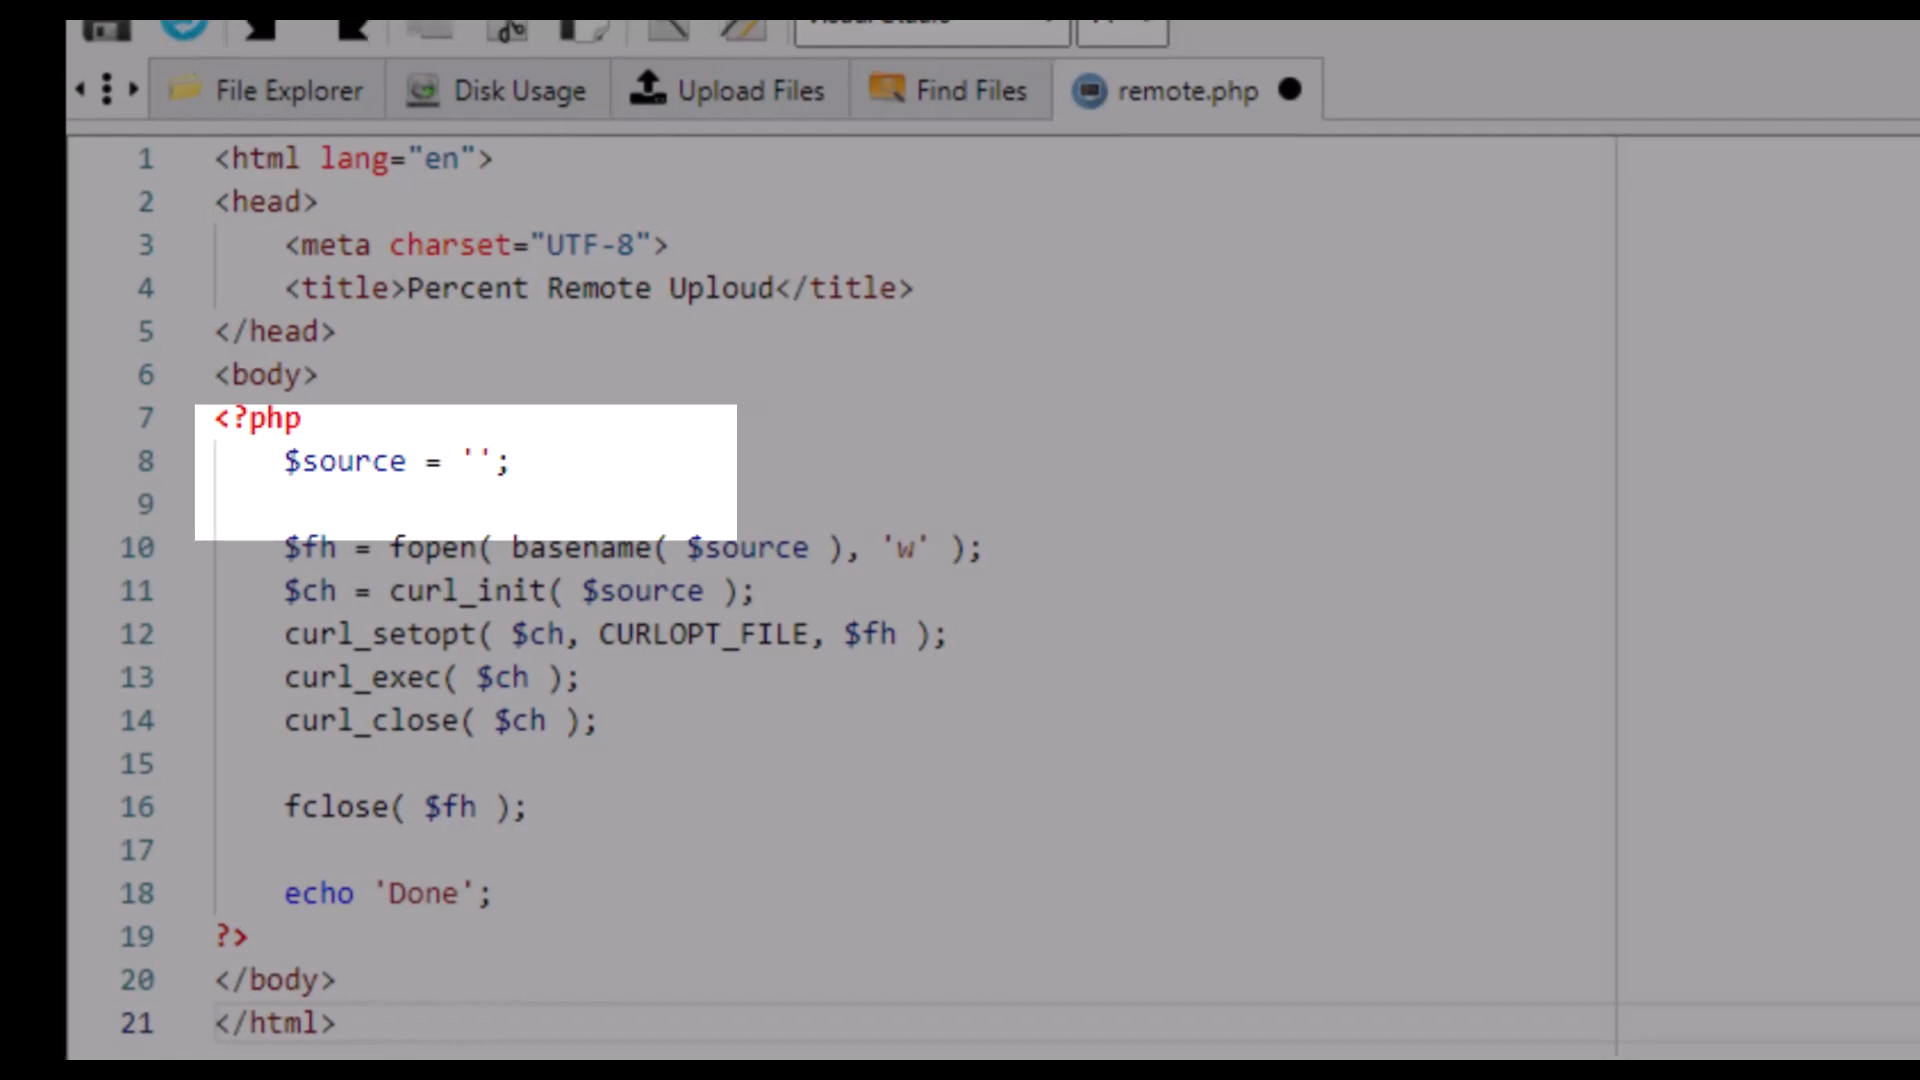 File Explorer Disk Usage Upload Files Find Files remote.php
1 <html lang="en">
2 <head>
3 <meta charset="UTF-8">
4 <title>Percent Remote Uploud</title>
5 </head>
6 <body>
7 <?php
8 $source = '';
9
10 $fh = fopen( basename( $source ), 'w' );
11 $ch = curl_init( $source );
12 curl_setopt( $ch, CURLOPT_FILE, $fh );
13 curl_exec( $ch );
14 curl_close( $ch );
15
16 fclose( $fh );
17
18 echo 'Done';
19 ?>
20 </body>
21 </html>